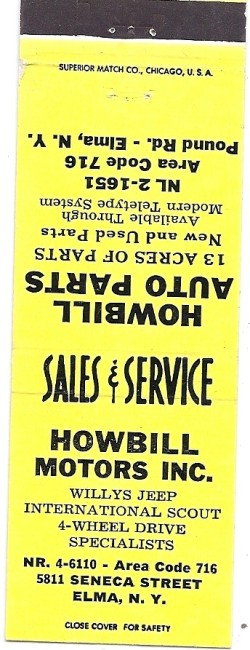 SUPERIOR MATCH CO., CHICAGO, U. S. A.
HOWBILL
AUTO PARTS
13 ACRES OF PARTS
New and Used Parts
Available Through
Modern Teletype System
NL 2-1651
Area Code 716
Pound Rd. - Elma, N. Y.
SALES & SERVICE
HOWBILL
MOTORS INC.
WILLYS JEEP
INTERNATIONAL SCOUT
4-WHEEL DRIVE
SPECIALISTS
NR. 4-6110 - Area Code 716
5811 SENECA STREET
ELMA, N. Y.
CLOSE COVER FOR SAFETY